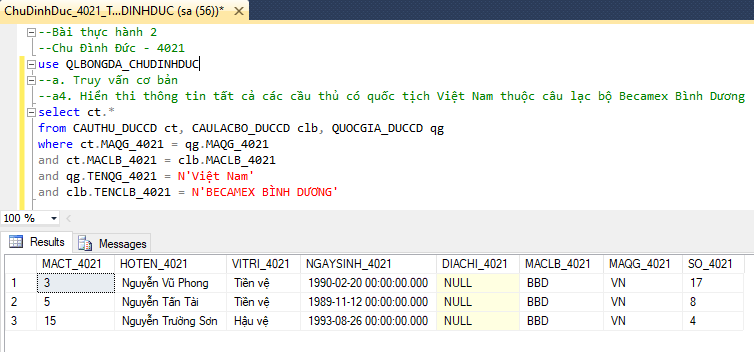 ChuDinhDuc_4021_T...DINHDUC (sa (56))*
--Bài thực hành 2
--Chu Đình Đức - 4021
use QLBONGDA_CHUDINHDUC
--a. Truy vấn cơ bản
--a4. Hiển thi thông tin tất cả các cầu thủ có quốc tịch Việt Nam thuộc câu lạc bộ Becamex Bình Dương
select ct.*
from CAUTHU_DUCCD ct, CAULACBO_DUCCD clb, QUOCGIA_DUCCD qg
where ct.MAQG_4021 = qg.MAQG_4021
and ct.MACLB_4021 = clb.MACLB_4021
and qg.TENQG_4021 = N'Việt Nam'
and clb.TENCLB_4021 = N'BECAMEX BÌNH DƯƠNG'
100 %
Results Messages
MACT_4021 HOTEN_4021 VITRI_4021 NGAYSINH_4021 DIACHI_4021 MACLB_4021 MAQG_4021 SO_4021
1 3 Nguyễn Vũ Phong Tiền vệ 1990-02-20 00:00:00.000 NULL BBD VN 17
2 5 Nguyễn Tấn Tài Tiền vệ 1989-11-12 00:00:00.000 NULL BBD VN 8
3 15 Nguyễn Trường Sơn Hậu vệ 1993-08-26 00:00:00.000 NULL BBD VN 4